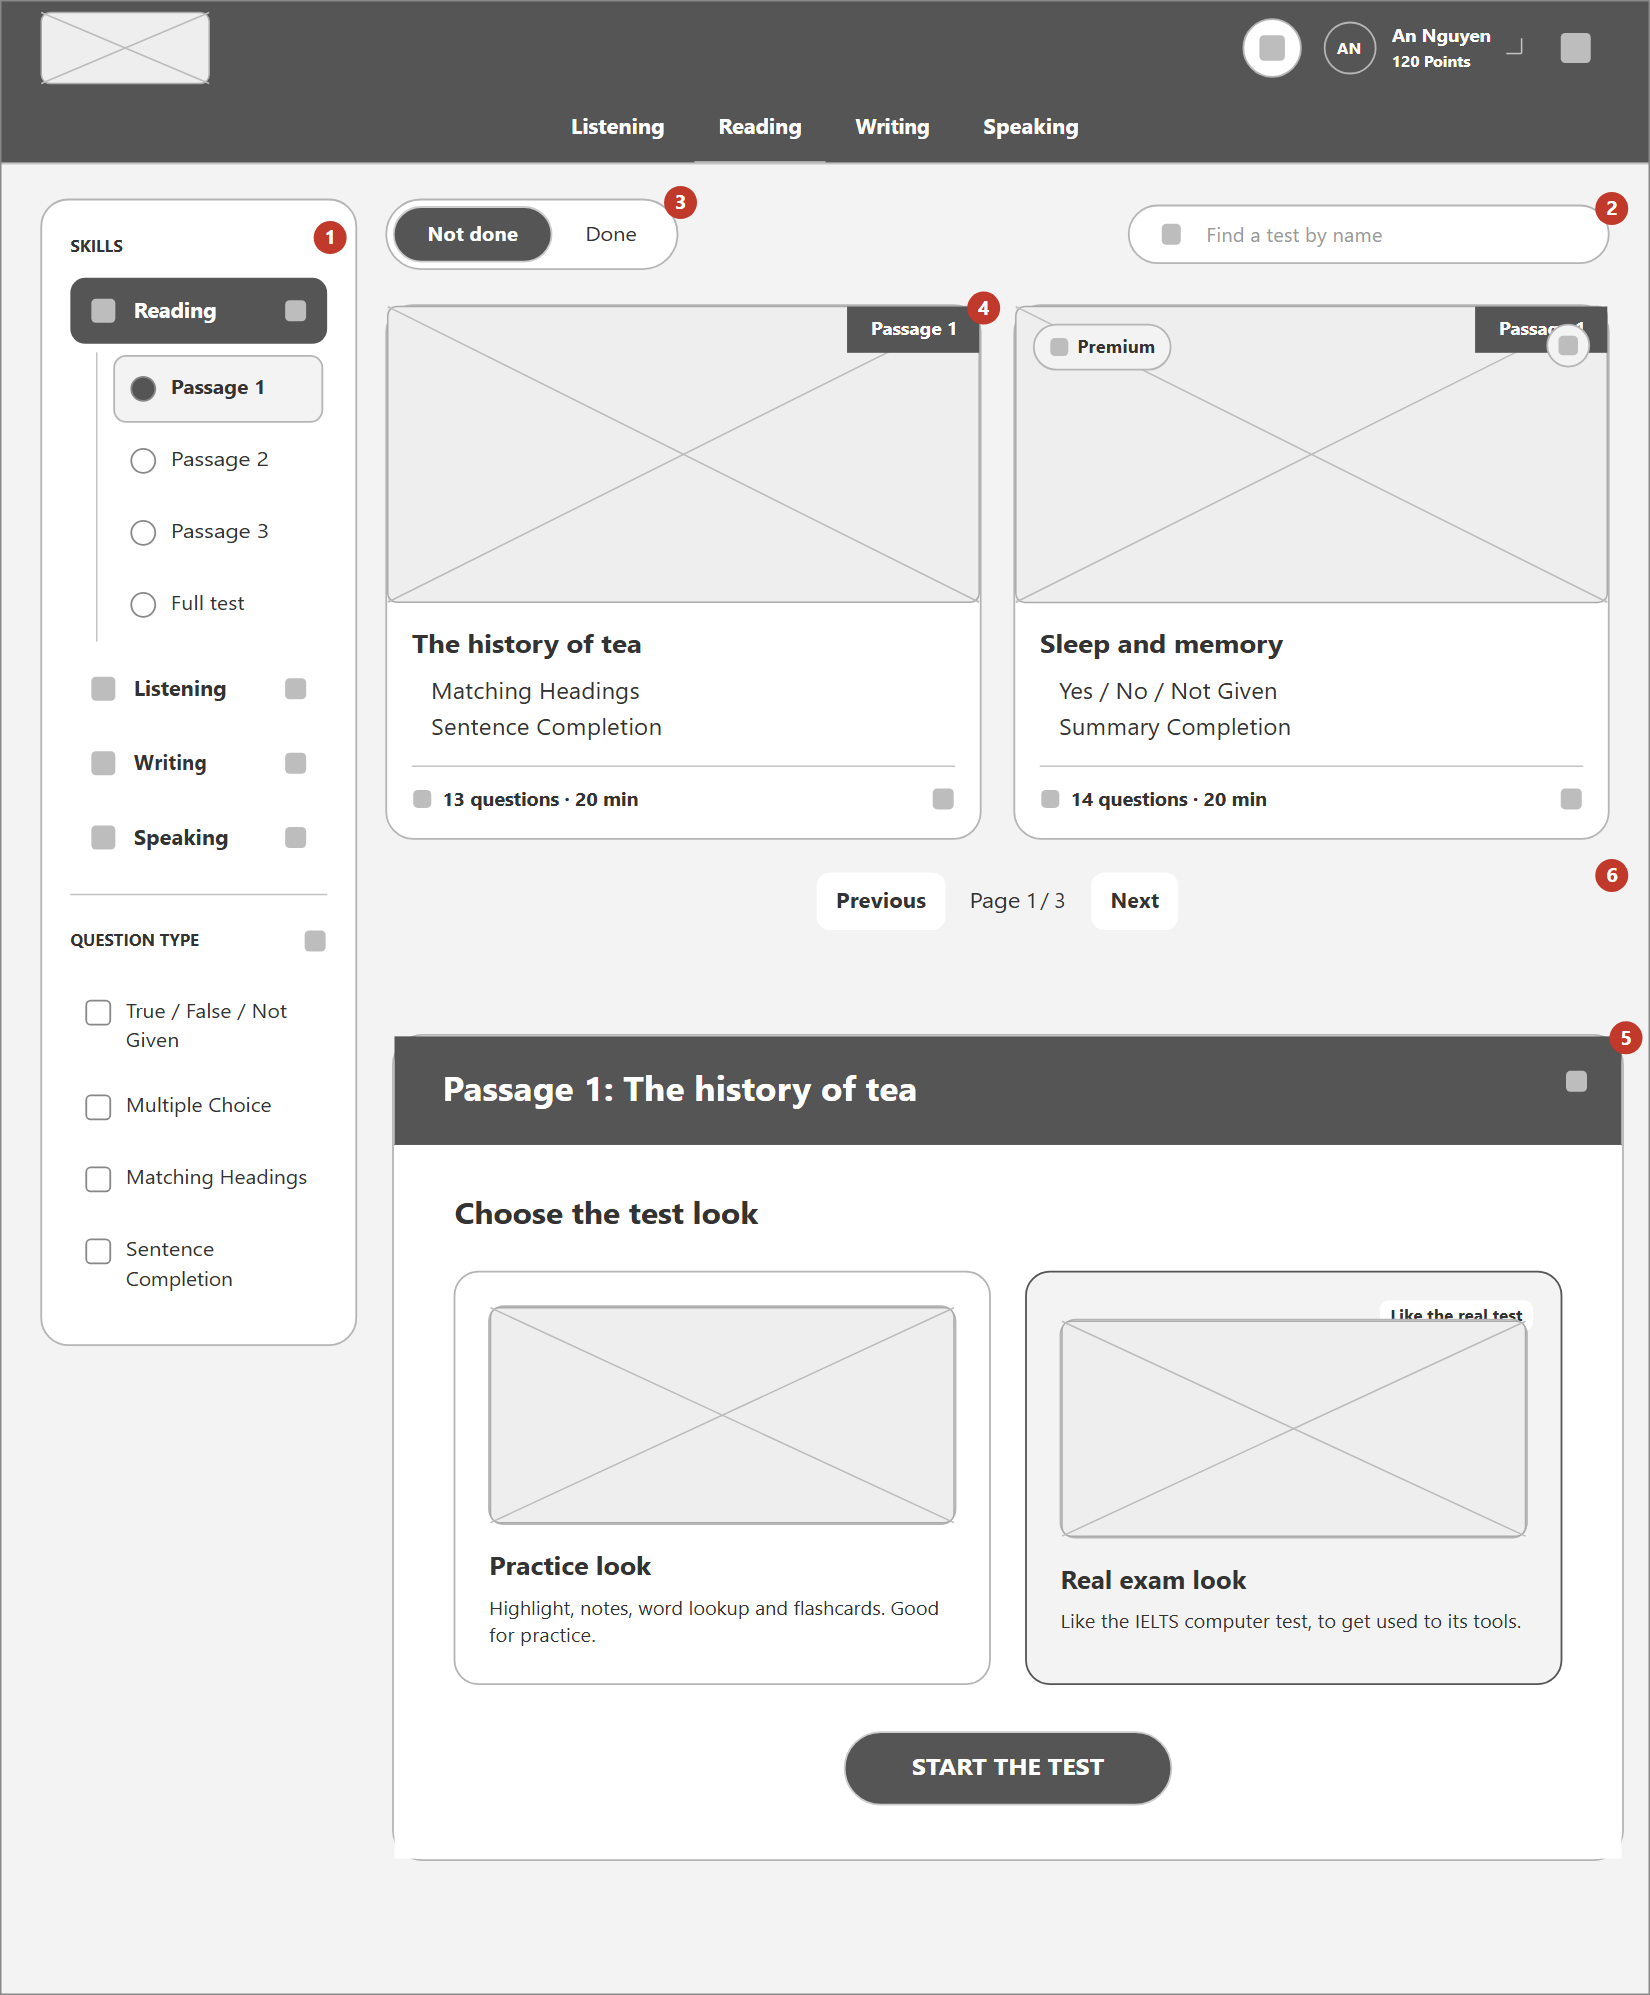 AN
An Nguyen
120 Points
Listening
Reading
Writing
Speaking
SKILLS
1
Reading
Passage 1
Passage 2
Passage 3
Full test
Listening
Writing
Speaking
QUESTION TYPE
True / False / Not
Given
Multiple Choice
Matching Headings
Sentence
Completion
Not done
Done
3
Find a test by name
2
Passage 1
4
The history of tea
Matching Headings
Sentence Completion
13 questions · 20 min
Premium
Passage 1
Sleep and memory
Yes / No / Not Given
Summary Completion
14 questions · 20 min
Previous
Page 1 / 3
Next
6
5
Passage 1: The history of tea
Choose the test look
Practice look
Highlight, notes, word lookup and flashcards. Good
for practice.
Like the real test
Real exam look
Like the IELTS computer test, to get used to its tools.
START THE TEST